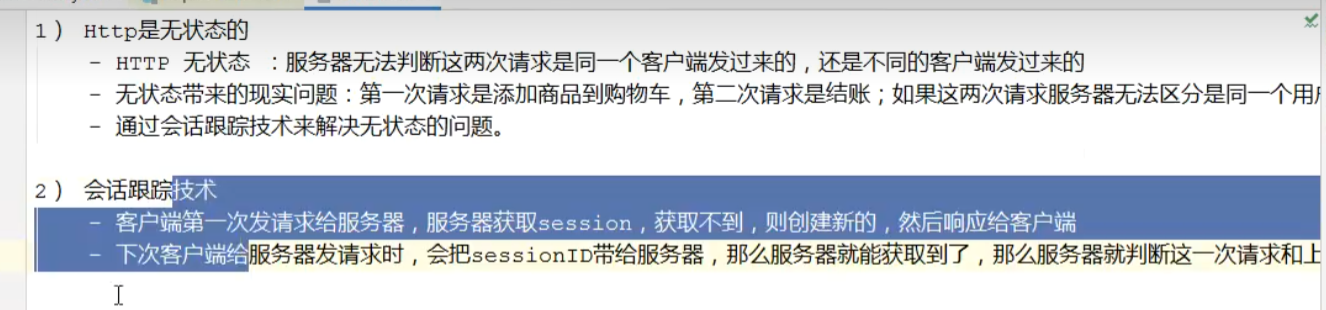 1） Http是无状态的
- HTTP 无状态 ：服务器无法判断这两次请求是同一个客户端发过来的，还是不同的客户端发过来的
- 无状态带来的现实问题：第一次请求是添加商品到购物车，第二次请求是结账；如果这两次请求服务器无法区分是同一个用
- 通过会话跟踪技术来解决无状态的问题。
2） 会话跟踪技术
- 客户端第一次发请求给服务器，服务器获取session，获取不到，则创建新的，然后响应给客户端
- 下次客户端给服务器发请求时，会把sessionID带给服务器，那么服务器就能获取到了，那么服务器就判断这一次请求和上